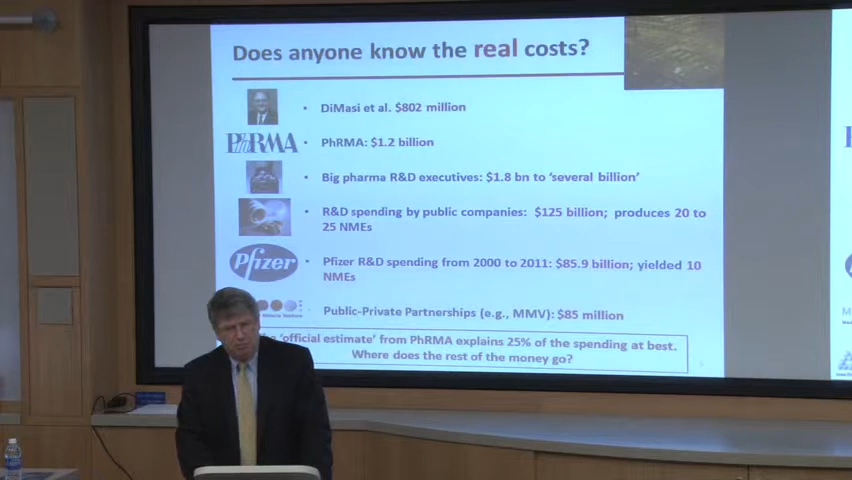 Does anyone know the real costs?
• DiMasi et al. $802 million
PhRMA • PhRMA: $1.2 billion
• Big pharma R&D executives: $1.8 bn to ‘several billion’
• R&D spending by public companies: $125 billion; produces 20 to
25 NMEs
Pfizer • Pfizer R&D spending from 2000 to 2011: $85.9 billion; yielded 10
NMEs
Public-Private Partnerships (e.g., MMV): $85 million
‘official estimate’ from PhRMA explains 25% of the spending at best.
Where does the rest of the money go?